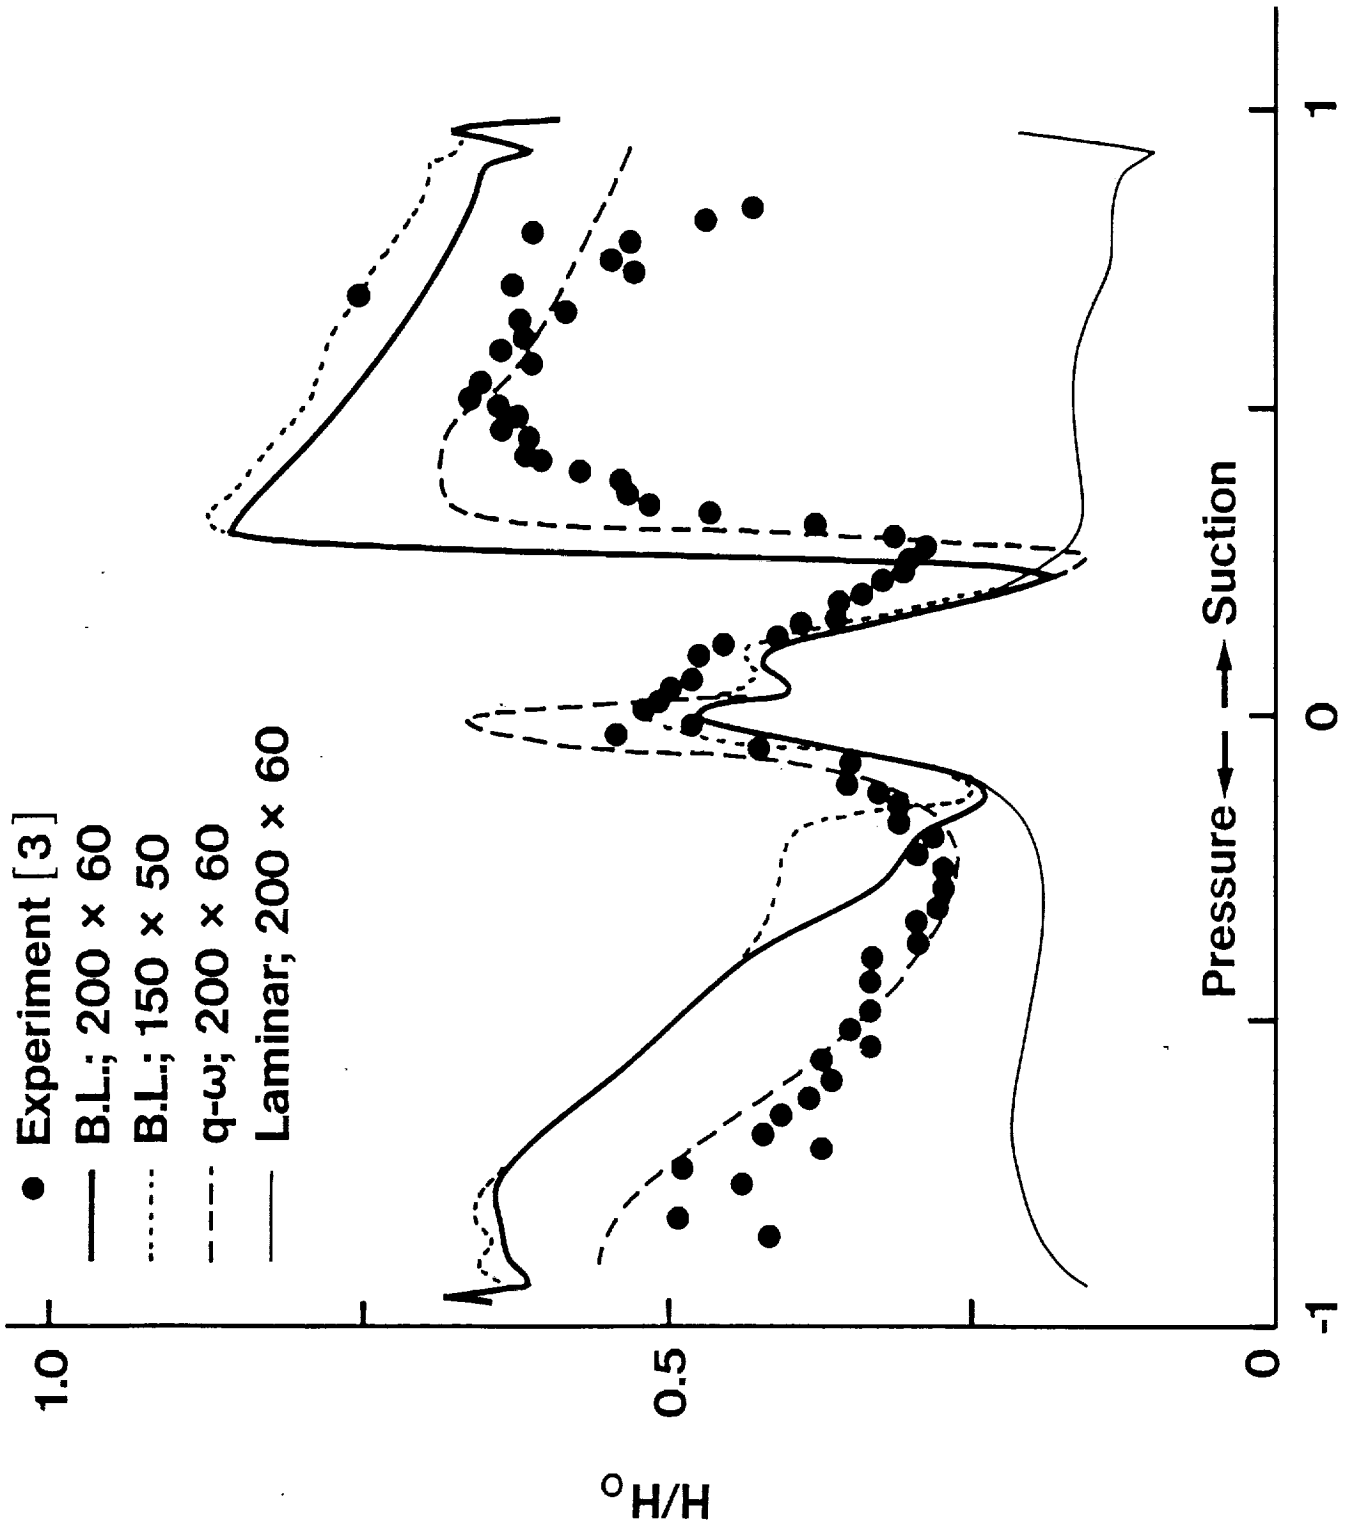 ● Experiment [3]
B.L.; 200 × 60
B.L.; 150 × 50
q-ω; 200 × 60
Laminar; 200 × 60
1.0
0.5
0
H/H₀
-1
0
1
Pressure ←  → Suction